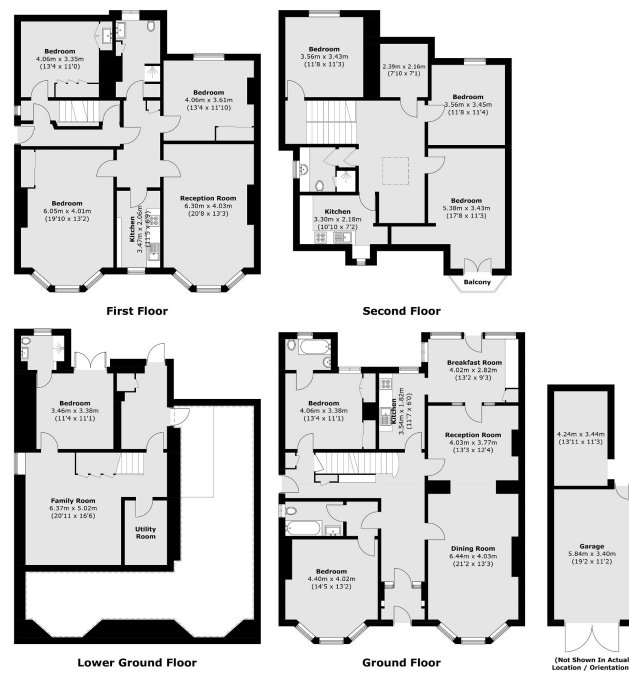 Bedroom
4.06m x 3.35m
(13'4 x 11'0)
Bedroom
4.06m x 3.61m
(13'4 x 11'10)
Bedroom
6.05m x 4.01m
(19'10 x 13'2)
Kitchen
3.47m x 2.06m
(11'5 x 6'9)
Reception Room
6.30m x 4.03m
(20'8 x 13'3)
First Floor
Bedroom
3.56m x 3.43m
(11'8 x 11'3)
2.39m x 2.16m
(7'10 x 7'1)
Bedroom
3.56m x 3.45m
(11'8 x 11'4)
Bedroom
5.38m x 3.43m
(17'8 x 11'3)
Kitchen
3.30m x 2.18m
(10'10 x 7'2)
Balcony
Second Floor
Bedroom
3.46m x 3.38m
(11'4 x 11'1)
Family Room
6.37m x 5.02m
(20'11 x 16'6)
Utility
Room
Lower Ground Floor
Breakfast Room
4.02m x 2.82m
(13'2 x 9'3)
Bedroom
4.06m x 3.38m
(13'4 x 11'1)
Kitchen
3.54m x 1.82m
(11'7 x 6'0)
Reception Room
4.03m x 3.77m
(13'3 x 12'4)
Dining Room
6.44m x 4.03m
(21'2 x 13'3)
Bedroom
4.40m x 4.02m
(14'5 x 13'2)
Ground Floor
4.24m x 3.44m
(13'11 x 11'3)
Garage
5.84m x 3.40m
(19'2 x 11'2)
(Not Shown In Actual
Location / Orientation)